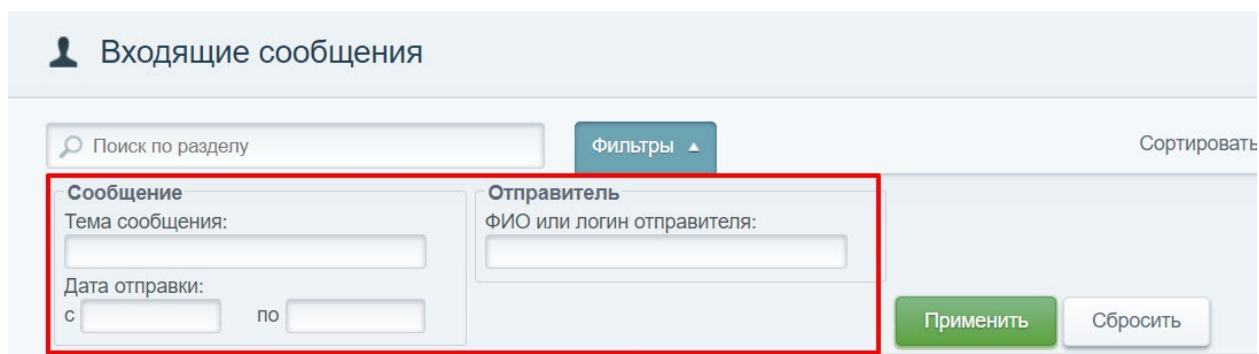 Входящие сообщения
Поиск по разделу
Фильтры ▲
Сортировать
Сообщение
Тема сообщения:
Дата отправки:
с по
Отправитель
ФИО или логин отправителя:
Применить
Сбросить